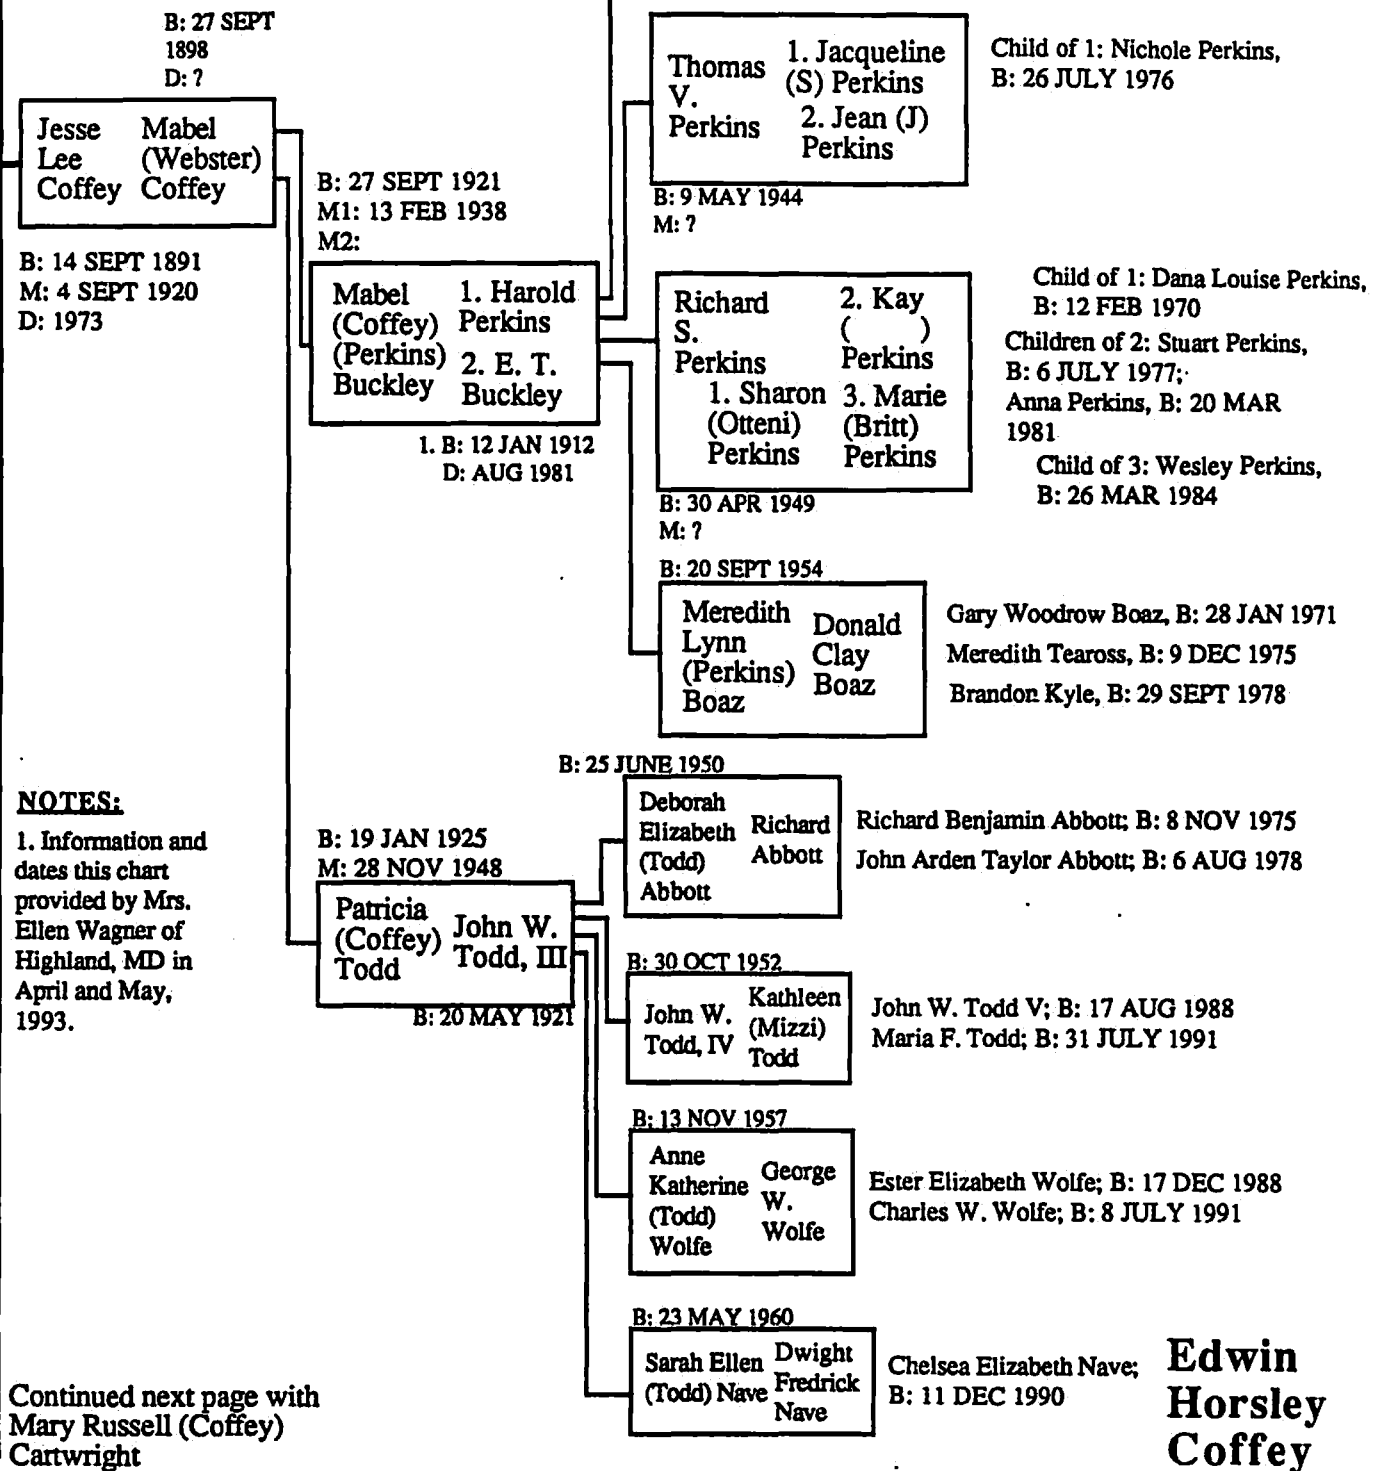 B: 27 SEPT
1898
D: ?
Jesse
Lee
Coffey
Mabel
(Webster)
Coffey
B: 14 SEPT 1891
M: 4 SEPT 1920
D: 1973
B: 27 SEPT 1921
M1: 13 FEB 1938
M2:
Mabel
(Coffey)
(Perkins)
Buckley
1. Harold
Perkins
2. E. T.
Buckley
1. B: 12 JAN 1912
D: AUG 1981
Thomas
V.
Perkins
1. Jacqueline
(S) Perkins
2. Jean (J)
Perkins
B: 9 MAY 1944
M: ?
Child of 1: Nichole Perkins,
B: 26 JULY 1976
Richard
S.
Perkins
1. Sharon
(Otteni)
Perkins
2. Kay
( )
Perkins
3. Marie
(Britt)
Perkins
B: 30 APR 1949
M: ?
Child of 1: Dana Louise Perkins,
B: 12 FEB 1970
Children of 2: Stuart Perkins,
B: 6 JULY 1977;
Anna Perkins, B: 20 MAR
1981
Child of 3: Wesley Perkins,
B: 26 MAR 1984
B: 20 SEPT 1954
Meredith
Lynn
(Perkins)
Boaz
Donald
Clay
Boaz
Gary Woodrow Boaz, B: 28 JAN 1971
Meredith Teaross, B: 9 DEC 1975
Brandon Kyle, B: 29 SEPT 1978
NOTES:
1. Information and
dates this chart
provided by Mrs.
Ellen Wagner of
Highland, MD in
April and May,
1993.
B: 19 JAN 1925
M: 28 NOV 1948
Patricia
(Coffey)
Todd
John W.
Todd, III
B: 20 MAY 1921
B: 25 JUNE 1950
Deborah
Elizabeth
(Todd)
Abbott
Richard
Abbott
Richard Benjamin Abbott; B: 8 NOV 1975
John Arden Taylor Abbott; B: 6 AUG 1978
B: 30 OCT 1952
John W.
Todd, IV
Kathleen
(Mizzi)
Todd
John W. Todd V; B: 17 AUG 1988
Maria F. Todd; B: 31 JULY 1991
B: 13 NOV 1957
Anne
Katherine
(Todd)
Wolfe
George
W.
Wolfe
Ester Elizabeth Wolfe; B: 17 DEC 1988
Charles W. Wolfe; B: 8 JULY 1991
B: 23 MAY 1960
Sarah Ellen
(Todd) Nave
Dwight
Fredrick
Nave
Chelsea Elizabeth Nave;
B: 11 DEC 1990
Continued next page with
Mary Russell (Coffey)
Cartwright
Edwin
Horsley
Coffey